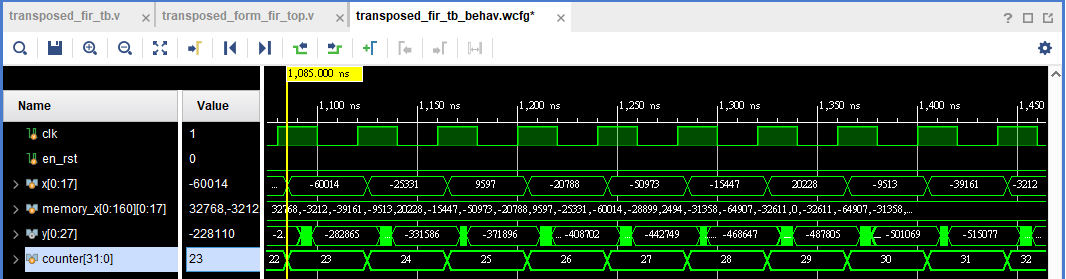 transposed_fir_tb.v
transposed_form_fir_top.v
transposed_fir_tb_behav.wcfg*
1,085.000 ns
Name Value
1,100 ns 1,150 ns 1,200 ns 1,250 ns 1,300 ns 1,350 ns 1,400 ns 1,450
clk 1
en_rst 0
x[0:17] -60014 ... -60014 -25331 9597 -20788 -50973 -15447 20228 -9513 -39161 -3212
memory_x[0:160][0:17] 32768,-3212 32768,-3212,-39161,-9513,20228,-15447,-50973,-20788,9597,-25331,-60014,-28899,2494,-31358,-64907,-32611,0,-32611,-64907,-31358,...
y[0:27] -228110 -2... -282865 -331586 -371896 -408702 -442749 -468647 -487805 -501069 -515077
counter[31:0] 23 22 23 24 25 26 27 28 29 30 31 32